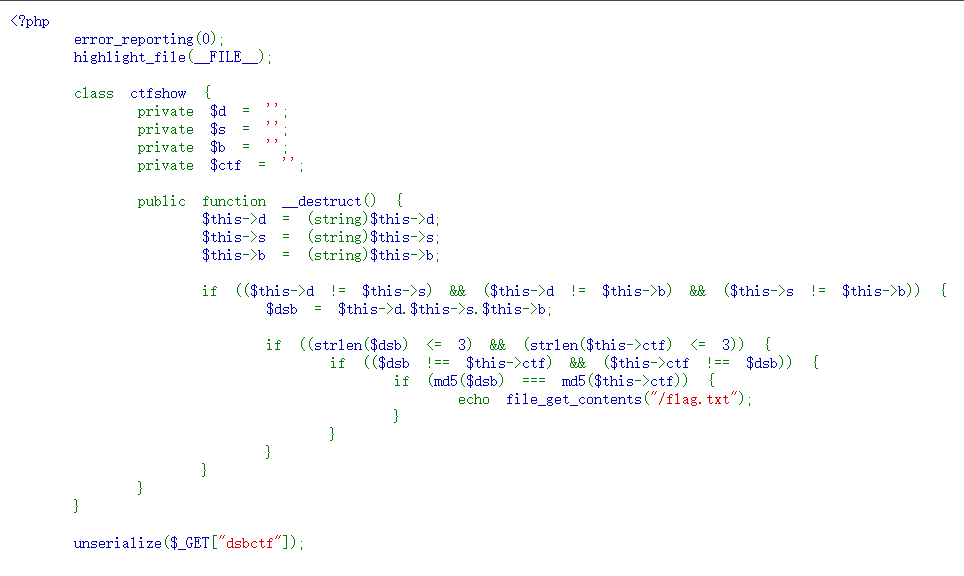 <?php
error_reporting(0);
highlight_file(__FILE__);
class ctfshow {
private $d = '';
private $s = '';
private $b = '';
private $ctf = '';
public function __destruct() {
$this->d = (string)$this->d;
$this->s = (string)$this->s;
$this->b = (string)$this->b;
if (($this->d != $this->s) && ($this->d != $this->b) && ($this->s != $this->b)) {
$dsb = $this->d.$this->s.$this->b;
if ((strlen($dsb) <= 3) && (strlen($this->ctf) <= 3)) {
if (($dsb !== $this->ctf) && ($this->ctf !== $dsb)) {
if (md5($dsb) === md5($this->ctf)) {
echo file_get_contents("/flag.txt");
}
}
}
}
}
}
unserialize($_GET["dsbctf"]);